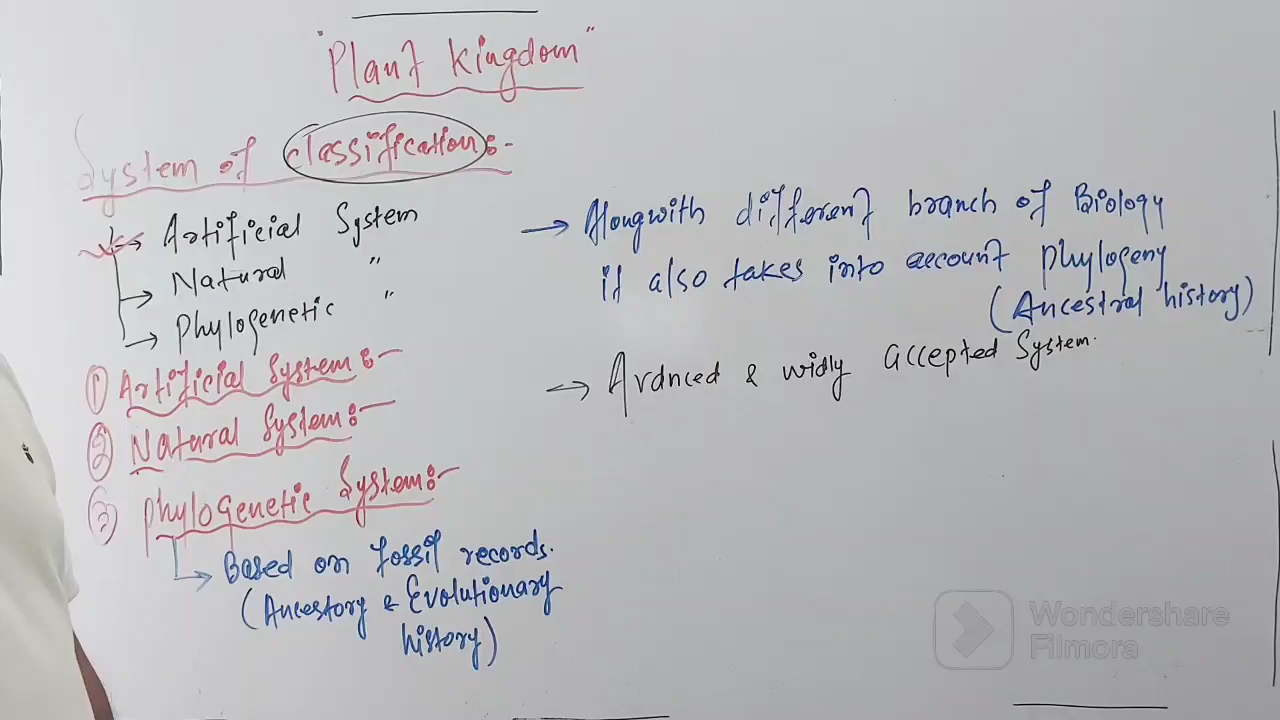 "Plant Kingdom"
System of classification:-
→ Artificial System
→ Natural "
→ Phylogenetic "
① Artificial System:-
② Natural System:-
③ Phylogenetic System:-
→ Based on fossil records.
(Ancestory & Evolutionary
history)
→ Alongwith different branch of Biology
it also takes into account phylogeny
(Ancestral history)
→ Avdnced & widly accepted System.
Wondershare
Filmora